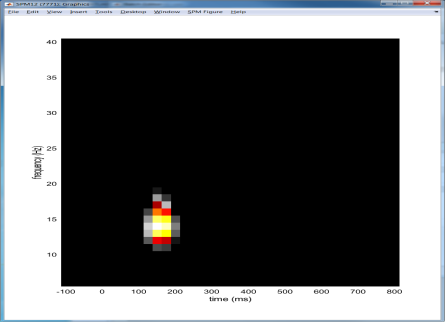 SPM12 (7771): Graphics
File Edit View Insert Tools Desktop Window SPM Figure Help
40
35
30
25
20
15
10
frequency (Hz)
-100 0 100 200 300 400 500 600 700 800
time (ms)